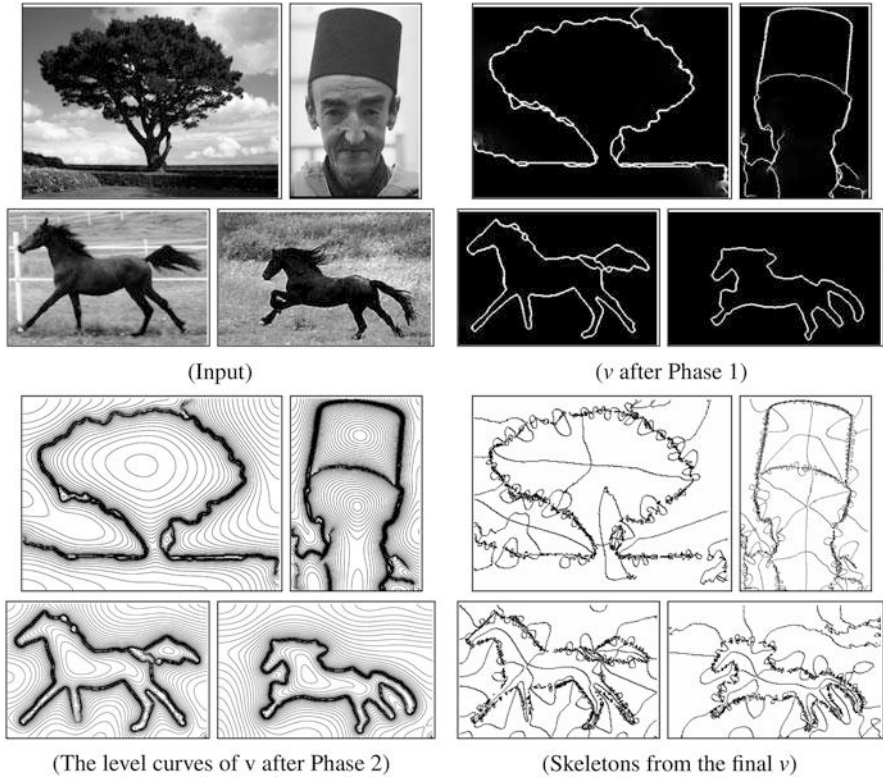 (Input)
(v after Phase 1)
(The level curves of v after Phase 2)
(Skeletons from the final v)